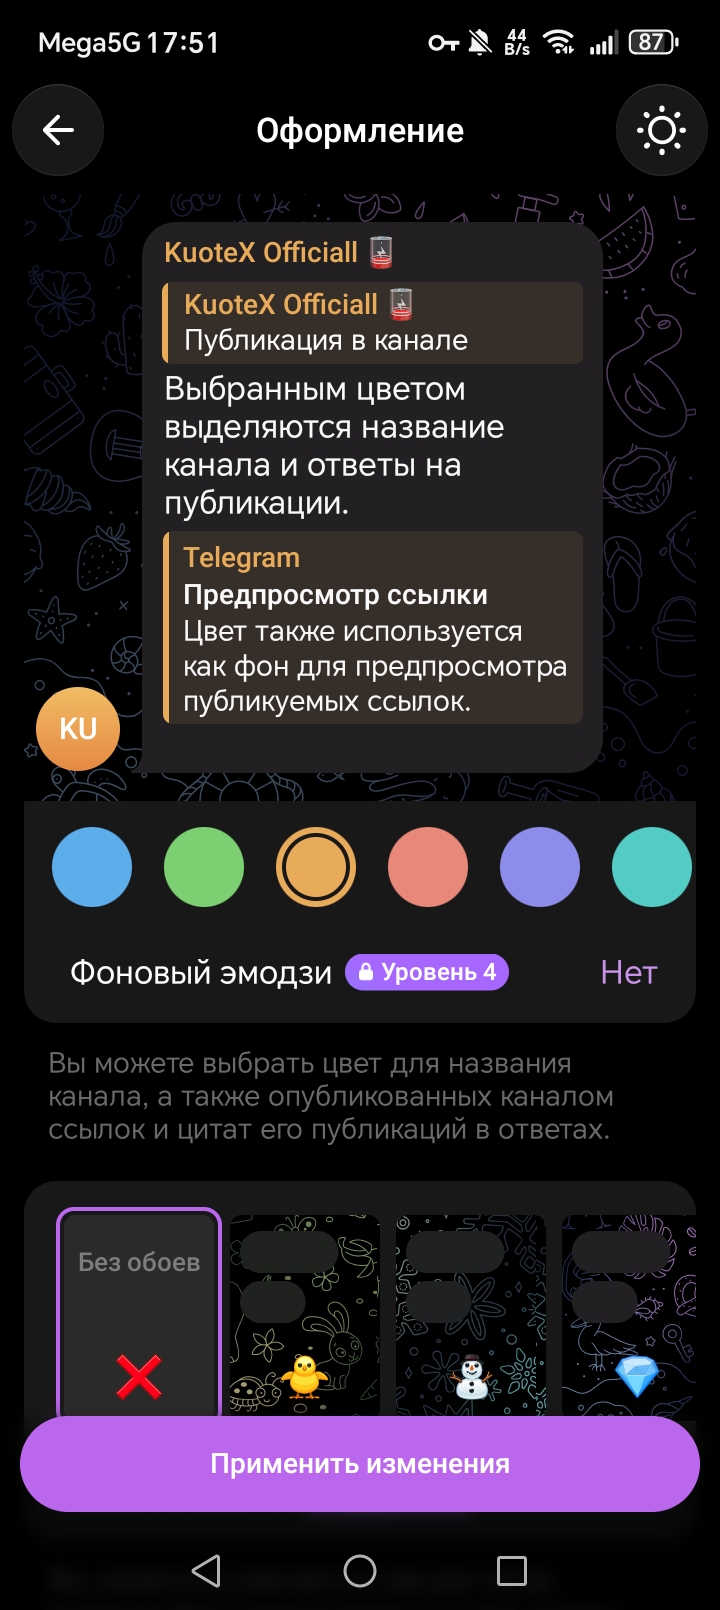 Mega5G 17:51
44 B/s
87
Оформление
KuoteX Officiall
KuoteX Officiall
Публикация в канале
Выбранным цветом
выделяются название
канала и ответы на
публикации.
Telegram
Предпросмотр ссылки
Цвет также используется
как фон для предпросмотра
публикуемых ссылок.
KU
Фоновый эмодзи Уровень 4 Нет
Вы можете выбрать цвет для названия
канала, а также опубликованных каналом
ссылок и цитат его публикаций в ответах.
Без обоев
Применить изменения